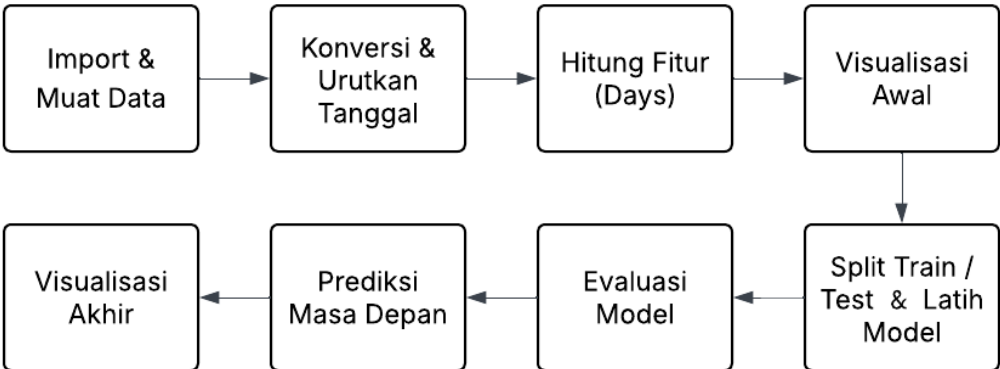 Import &
Muat Data
Konversi &
Urutkan
Tanggal
Hitung Fitur
(Days)
Visualisasi
Awal
Split Train /
Test & Latih
Model
Evaluasi
Model
Prediksi
Masa Depan
Visualisasi
Akhir